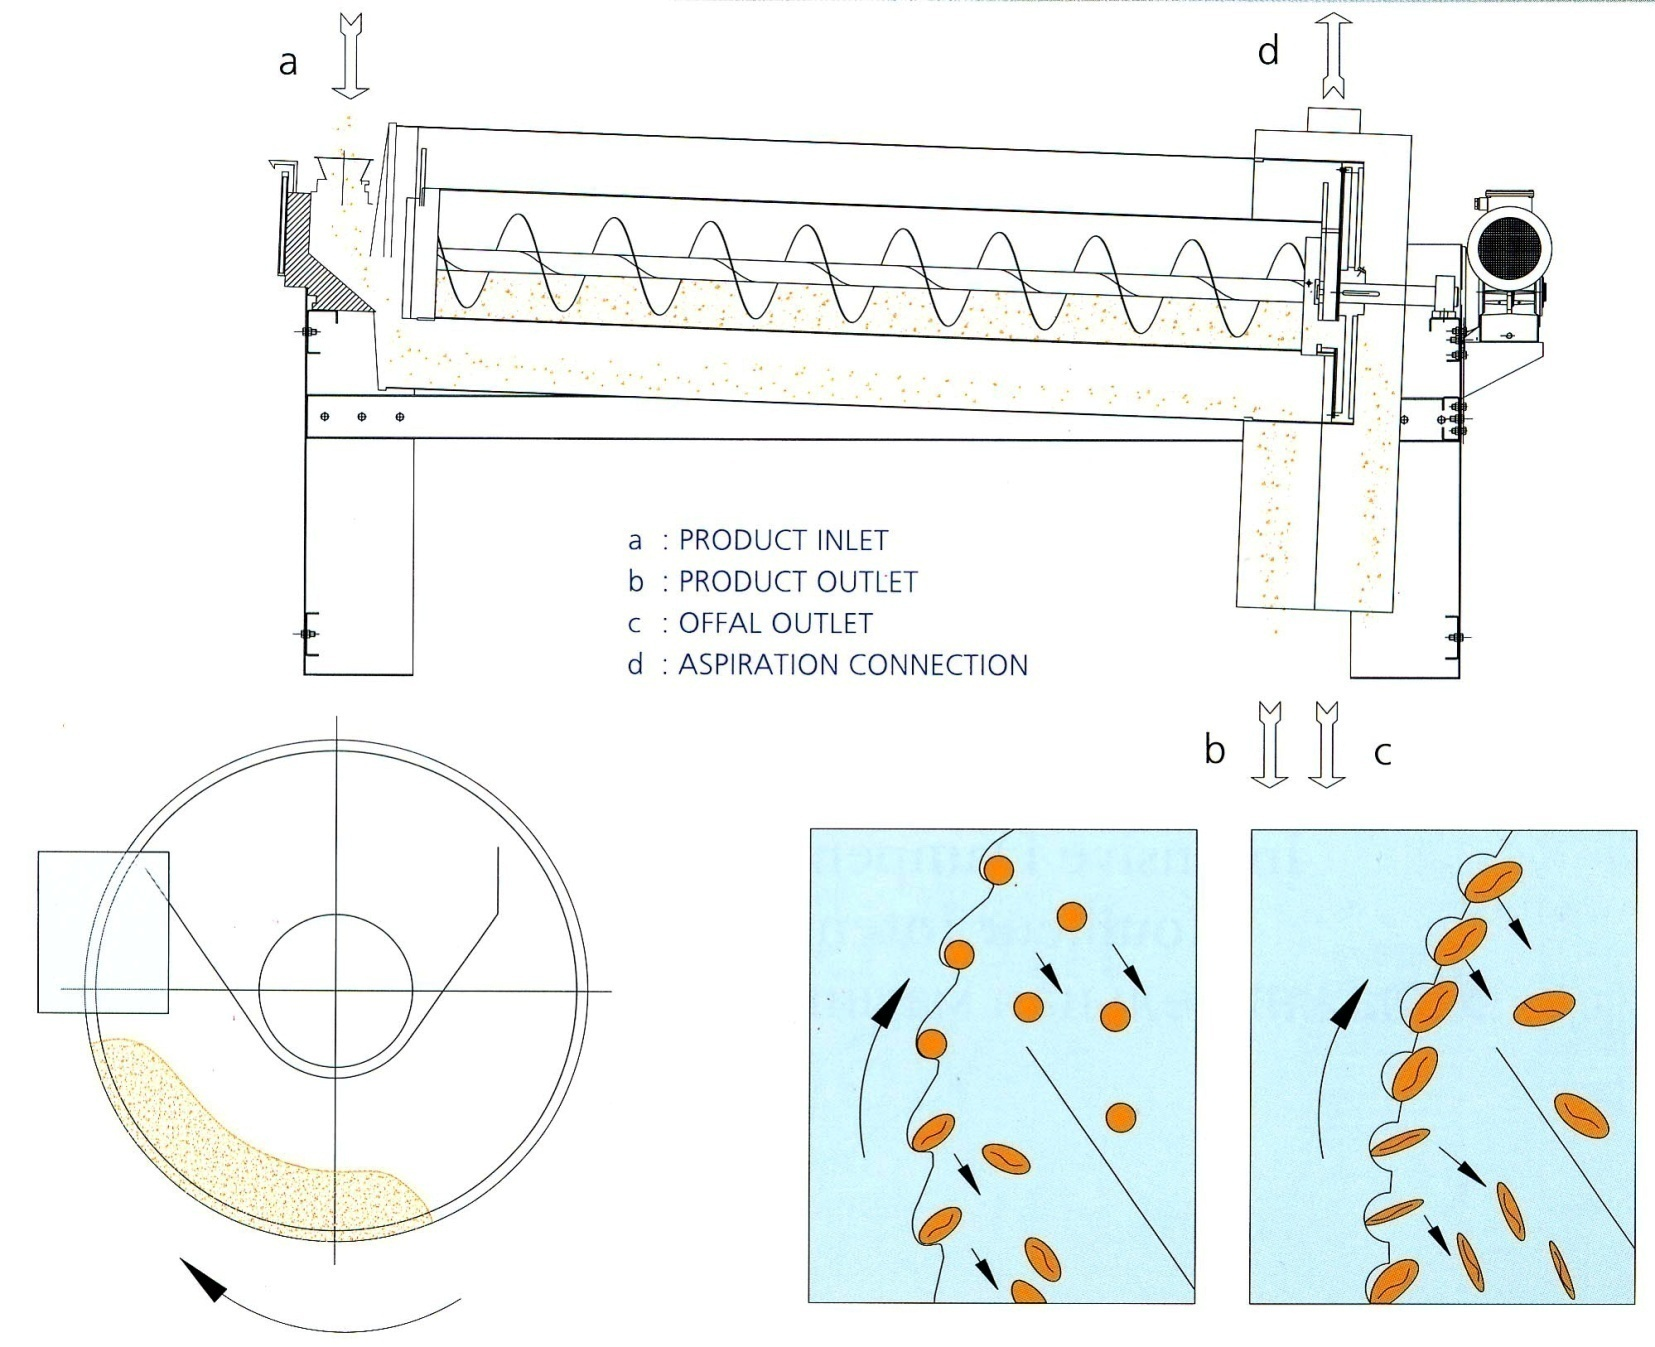 a
d
a : PRODUCT INLET
b : PRODUCT OUTLET
c : OFFAL OUTLET
d : ASPIRATION CONNECTION
b
c